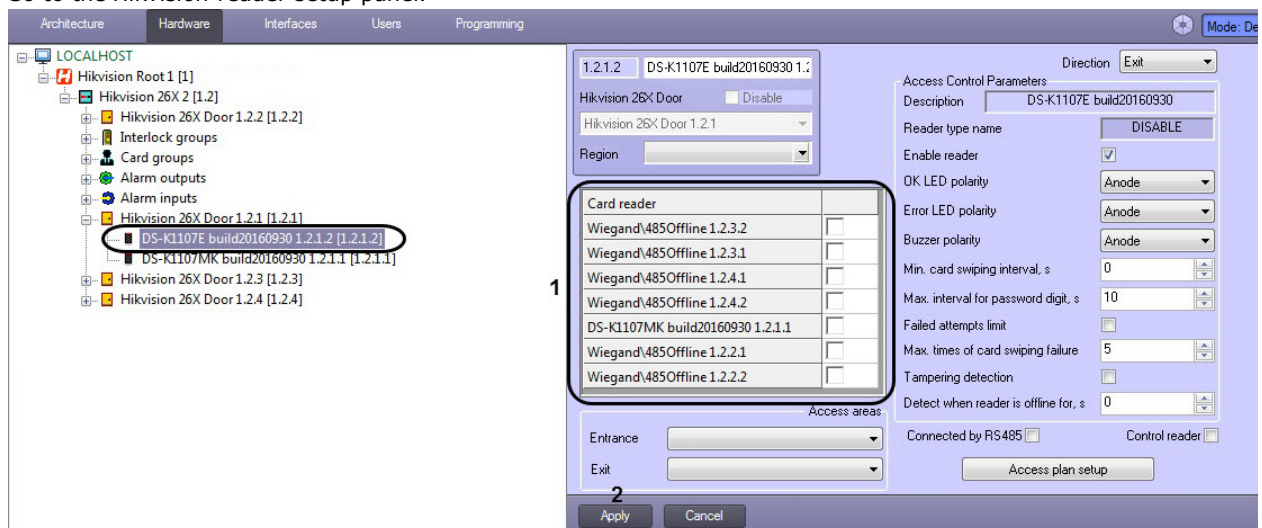 Go to the Hikvision reader setup panel.
Architecture Hardware Interfaces Users Programming Mode: De
LOCALHOST
Hikvision Root 1 [1]
Hikvision 26X 2 [1.2]
Hikvision 26X Door 1.2.2 [1.2.2]
Interlock groups
Card groups
Alarm outputs
Alarm inputs
Hikvision 26X Door 1.2.1 [1.2.1]
DS-K1107E build20160930 1.2.1.2 [1.2.1.2]
DS-K1107MK build20160930 1.2.1.1 [1.2.1.1]
Hikvision 26X Door 1.2.3 [1.2.3]
Hikvision 26X Door 1.2.4 [1.2.4]
1.2.1.2 DS-K1107E build20160930 1.2
Hikvision 26X Door Disable
Hikvision 26X Door 1.2.1
Region
1
Card reader
Wiegand\485Offline 1.2.3.2
Wiegand\485Offline 1.2.3.1
Wiegand\485Offline 1.2.4.1
Wiegand\485Offline 1.2.4.2
DS-K1107MK build20160930 1.2.1.1
Wiegand\485Offline 1.2.2.1
Wiegand\485Offline 1.2.2.2
Access areas
Entrance
Exit
2
Apply Cancel
Direction Exit
Access Control Parameters
Description DS-K1107E build20160930
Reader type name DISABLE
Enable reader
OK LED polarity Anode
Error LED polarity Anode
Buzzer polarity Anode
Min. card swiping interval, s 0
Max. interval for password digit, s 10
Failed attempts limit
Max. times of card swiping failure 5
Tampering detection
Detect when reader is offline for, s 0
Connected by RS485 Control reader
Access plan setup